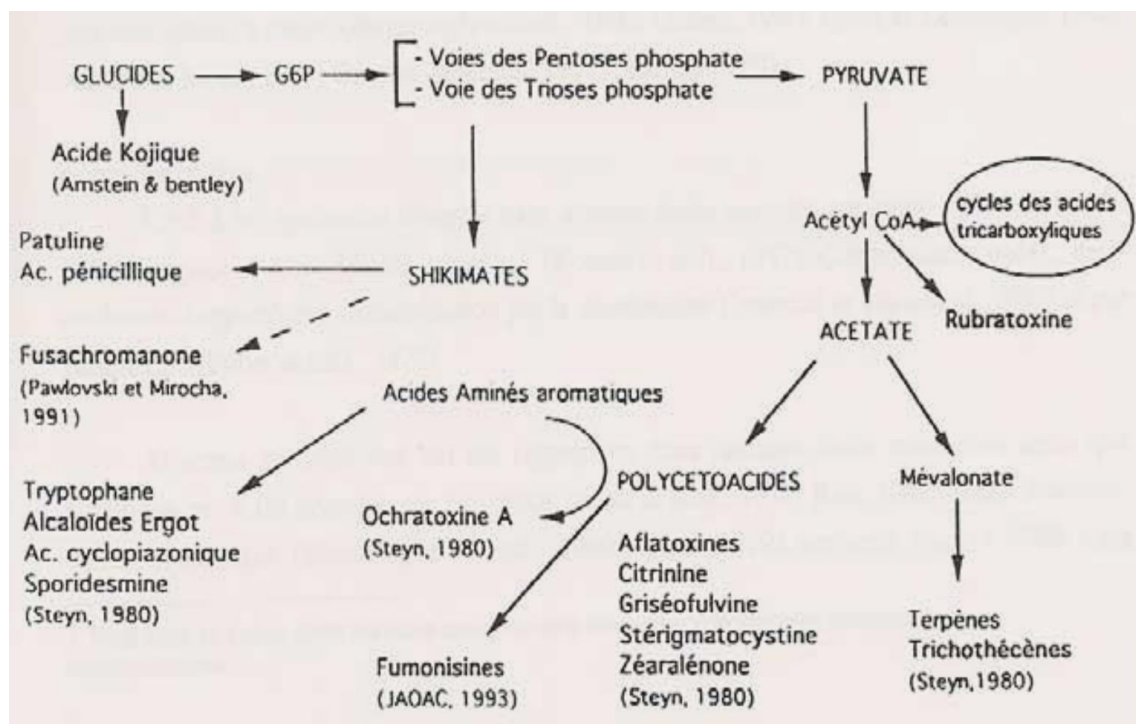 GLUCIDES
G6P
- Voies des Pentoses phosphate
- Voie des Trioses phosphate
PYRUVATE
Acide Kojique
(Arnstein & bentley)
cycles des acides
tricarboxyliques
Acétyl CoA
Patuline
Ac. pénicillique
SHIKIMATES
ACETATE
Rubratoxine
Fusachromanone
(Pawlovski et Mirocha,
1991)
Acides Aminés aromatiques
Tryptophane
Alcaloïdes Ergot
Ac. cyclopiazonique
Sporidesmine
(Steyn, 1980)
Ochratoxine A
(Steyn, 1980)
Fumonisines
(JAOAC, 1993)
POLYCETOACIDES
Aflatoxines
Citrinine
Griséofulvine
Stérigmatocystine
Zéaralénone
(Steyn, 1980)
Mévalonate
Terpènes
Trichothécènes
(Steyn,1980)